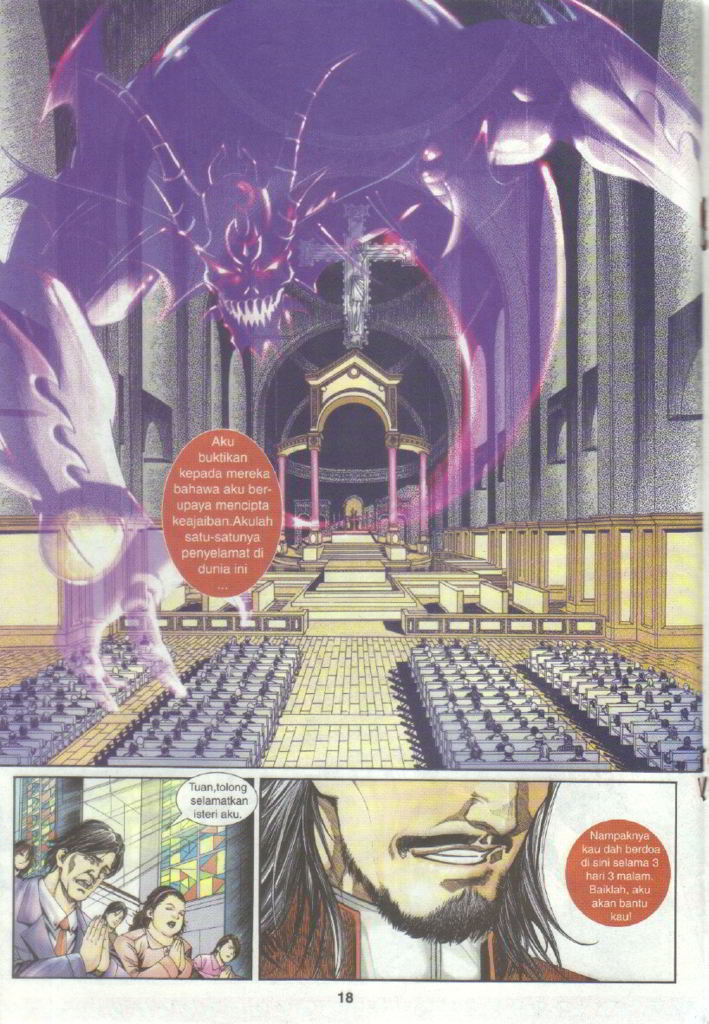 Aku
buktikan
kepada mereka
bahawa aku ber-
upaya mencipta
keajaiban.Akulah
satu-satunya
penyelamat di
dunia ini
...
Tuan,tolong
selamatkan
isteri aku.
Nampaknya
kau dah berdoa
di sini selama 3
hari 3 malam.
Baiklah, aku
akan bantu
kau!
18